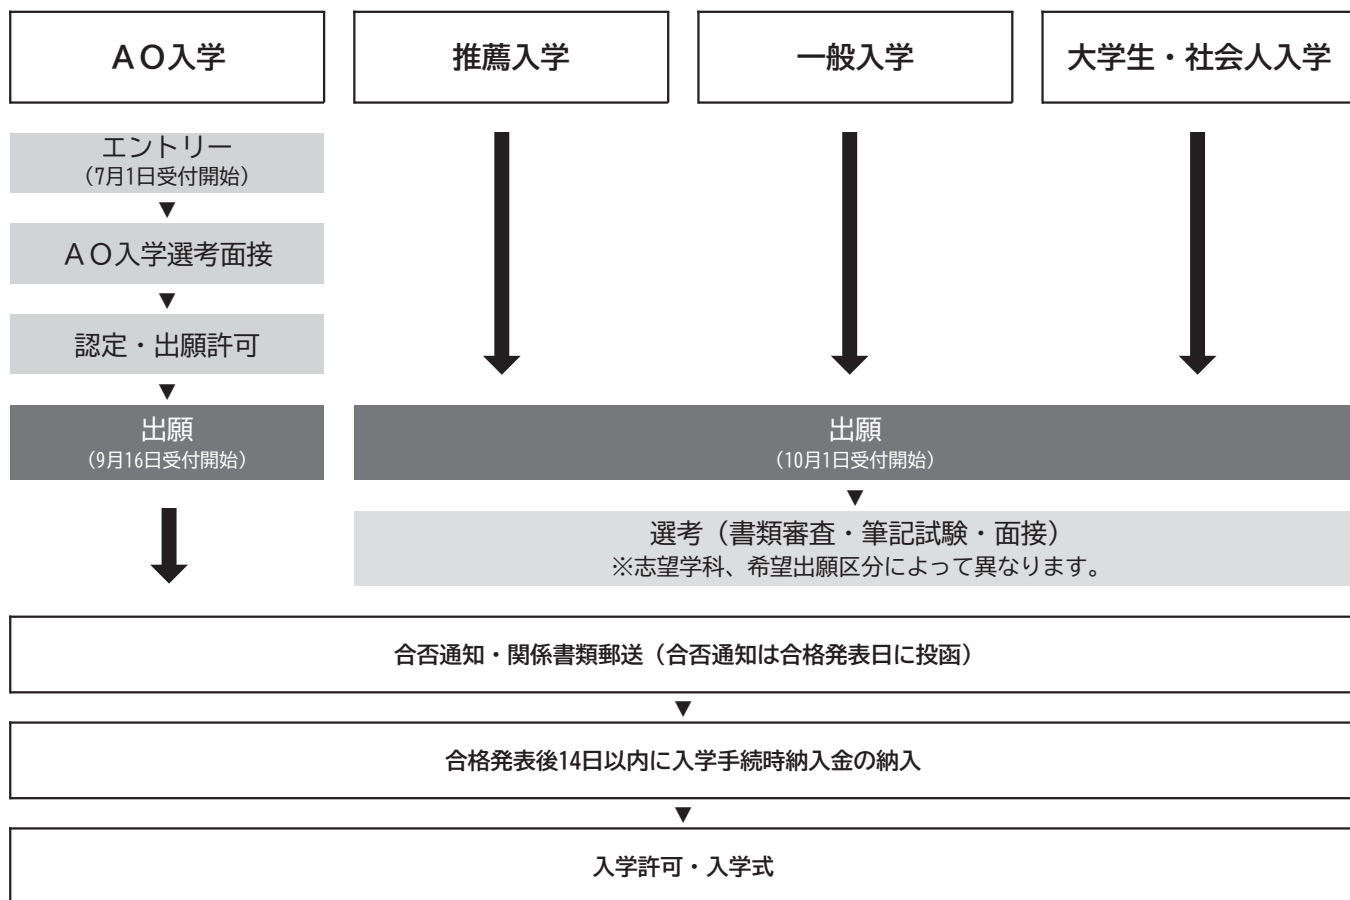 AO入学
推薦入学
一般入学
大学生・社会人入学
エントリー
（7月1日受付開始）
▼
AO入学選考面接
▼
認定・出願許可
▼
出願
（9月16日受付開始）
出願
（10月1日受付開始）
▼
選考（書類審査・筆記試験・面接）
※志望学科、希望出願区分によって異なります。
合否通知・関係書類郵送（合否通知は合格発表日に投函）
▼
合格発表後14日以内に入学手続時納入金の納入
▼
入学許可・入学式